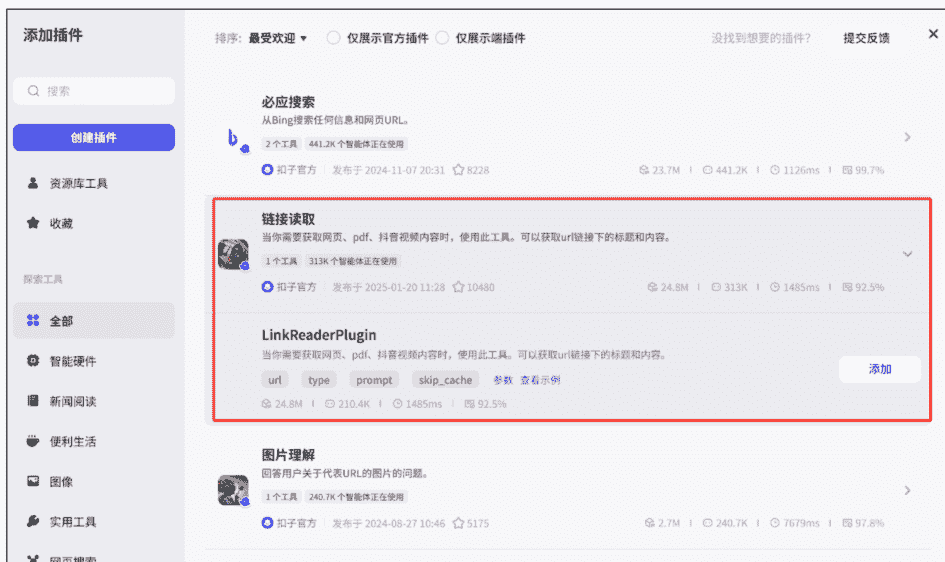 添加插件
排序: 最受欢迎 仅展示官方插件 仅展示端插件 没找到想要的插件? 提交反馈
搜索
创建插件
资源库工具
收藏
探索工具
全部
智能硬件
新闻阅读
便利生活
图像
实用工具
网页搜索
必应搜索
从Bing搜索任何信息和网页URL。
2 个工具 441.2K 个智能体正在使用
扣子官方 发布于 2024-11-07 20:31 8228 23.7M 441.2K 1126ms 99.7%
链接读取
当你需要获取网页、pdf、抖音视频内容时，使用此工具。可以获取url链接下的标题和内容。
1 个工具 313K 个智能体正在使用
扣子官方 发布于 2025-01-20 11:28 10480 24.8M 313K 1485ms 92.5%
LinkReaderPlugin
当你需要获取网页、pdf、抖音视频内容时，使用此工具。可以获取url链接下的标题和内容。
url type prompt skip_cache 参数 查看示例
添加
24.8M 210.4K 1485ms 92.5%
图片理解
回答用户关于代表URL的图片的问题。
1 个工具 240.7K 个智能体正在使用
扣子官方 发布于 2024-08-27 10:46 5175 2.7M 240.7K 7679ms 97.8%